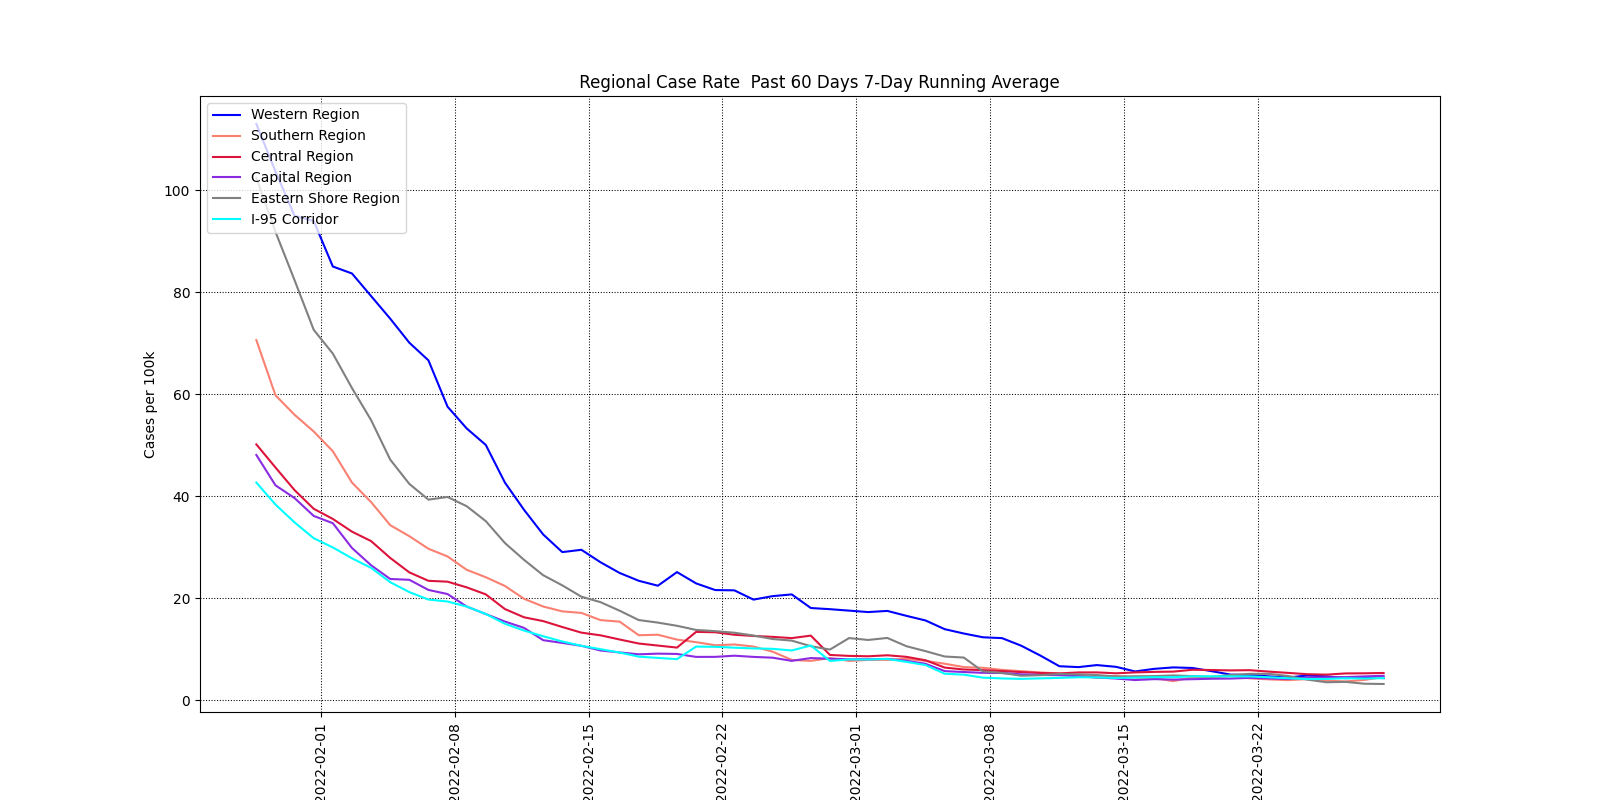 Regional Case Rate  Past 60 Days 7-Day Running Average
Western Region
Southern Region
Central Region
Capital Region
Eastern Shore Region
I-95 Corridor
Cases per 100k
100
80
60
40
20
0
2022-02-01
2022-02-08
2022-02-15
2022-02-22
2022-03-01
2022-03-08
2022-03-15
2022-03-22